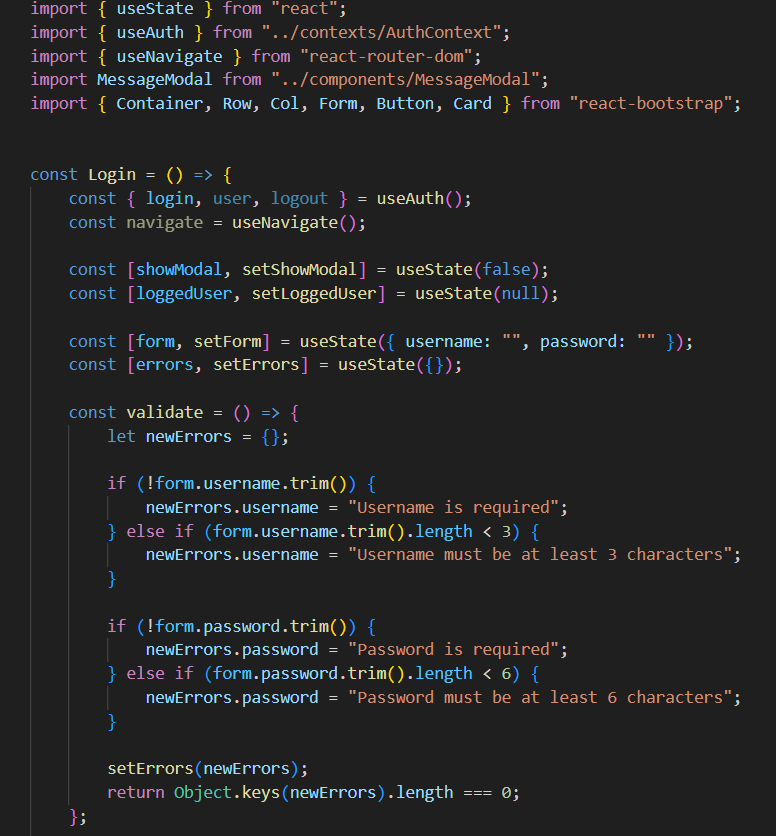 import { useState } from "react";
import { useAuth } from "../contexts/AuthContext";
import { useNavigate } from "react-router-dom";
import MessageModal from "../components/MessageModal";
import { Container, Row, Col, Form, Button, Card } from "react-bootstrap";
const Login = () => {
    const { login, user, logout } = useAuth();
    const navigate = useNavigate();
    const [showModal, setShowModal] = useState(false);
    const [loggedUser, setLoggedUser] = useState(null);
    const [form, setForm] = useState({ username: "", password: "" });
    const [errors, setErrors] = useState({});
    const validate = () => {
        let newErrors = {};
        if (!form.username.trim()) {
            newErrors.username = "Username is required";
        } else if (form.username.trim().length < 3) {
            newErrors.username = "Username must be at least 3 characters";
        }
        if (!form.password.trim()) {
            newErrors.password = "Password is required";
        } else if (form.password.trim().length < 6) {
            newErrors.password = "Password must be at least 6 characters";
        }
        setErrors(newErrors);
        return Object.keys(newErrors).length === 0;
    };